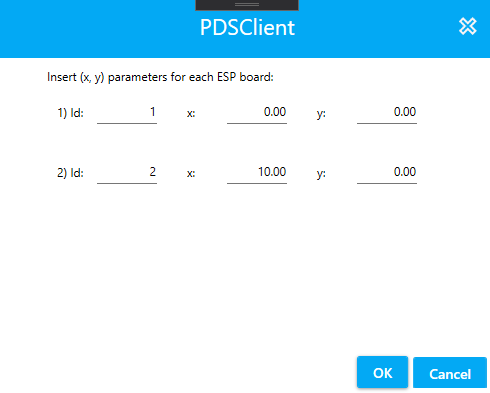 PDSClient
Insert (x, y) parameters for each ESP board:
1) Id: 1 x: 0.00 y: 0.00
2) Id: 2 x: 10.00 y: 0.00
OK Cancel